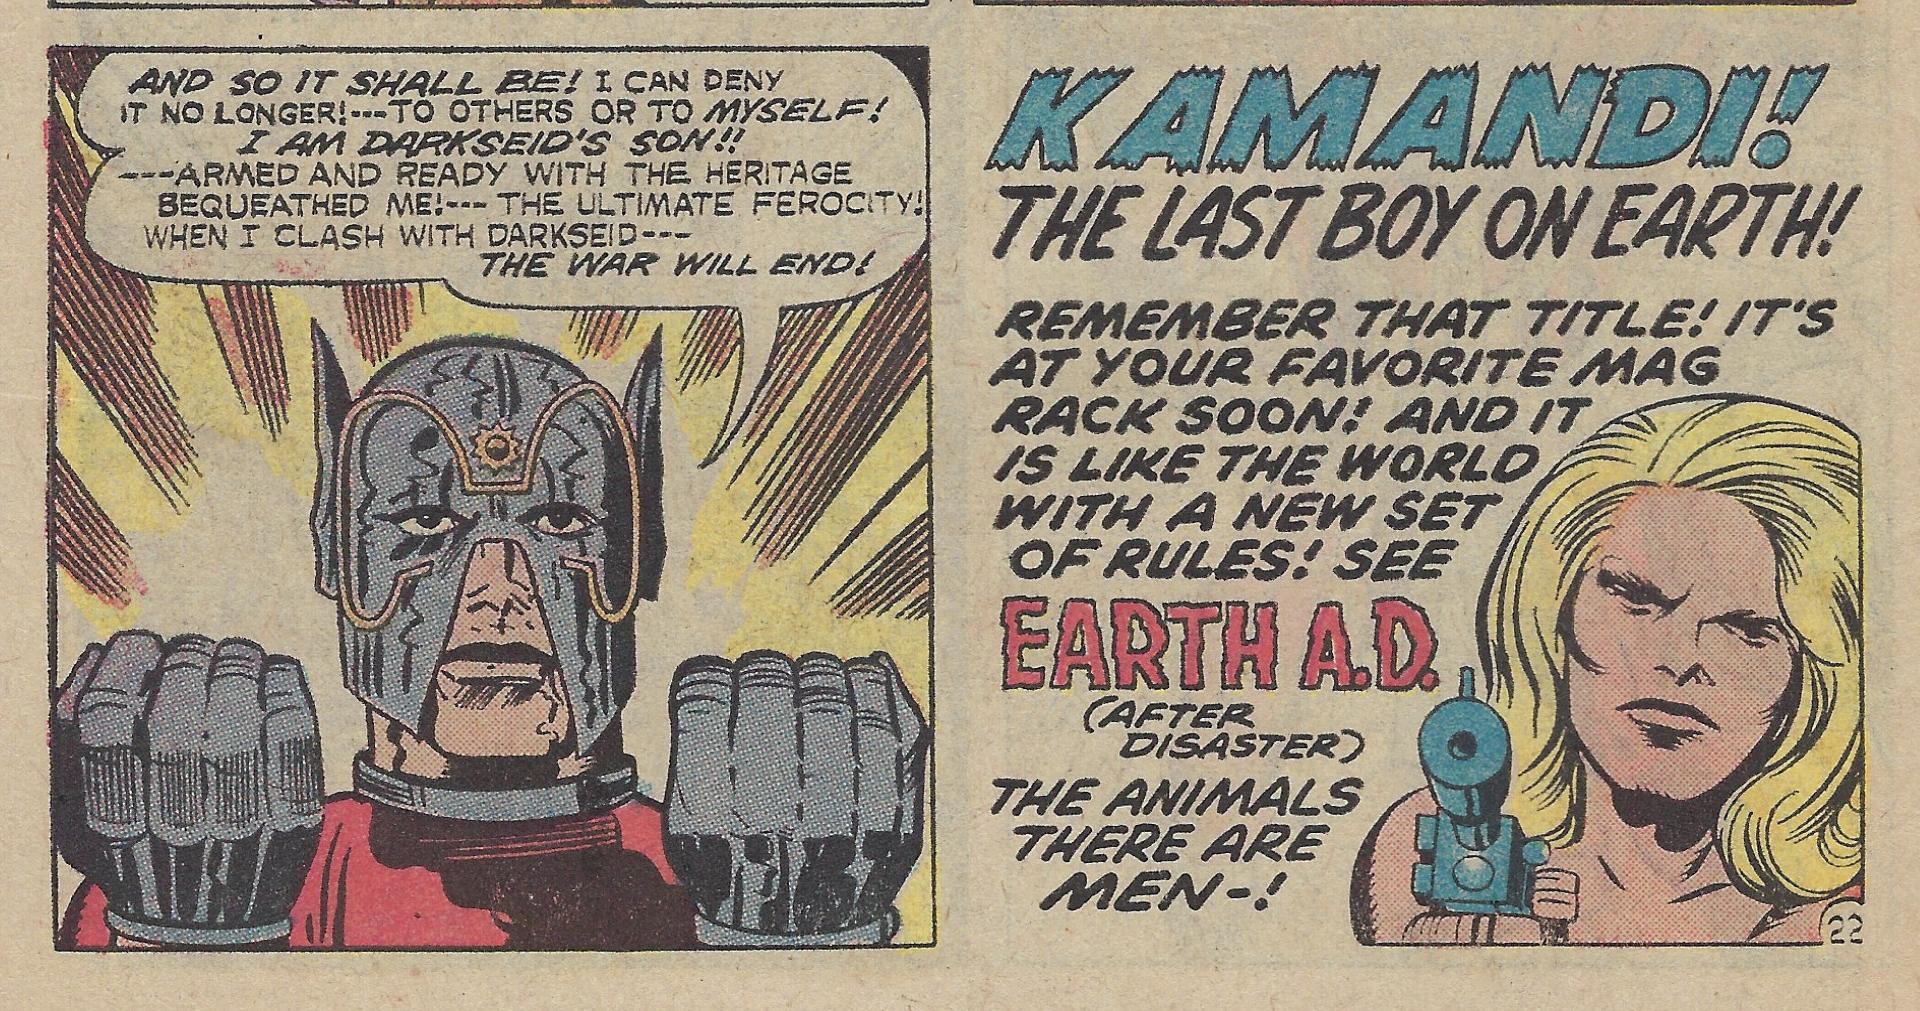 AND SO IT SHALL BE! I CAN DENY
IT NO LONGER!---TO OTHERS OR TO MYSELF!
I AM DARKSEID'S SON!!
---ARMED AND READY WITH THE HERITAGE
BEQUEATHED ME!--- THE ULTIMATE FEROCITY!
WHEN I CLASH WITH DARKSEID---
THE WAR WILL END!
KAMANDI!
THE LAST BOY ON EARTH!
REMEMBER THAT TITLE! IT'S
AT YOUR FAVORITE MAG
RACK SOON! AND IT
IS LIKE THE WORLD
WITH A NEW SET
OF RULES! SEE
EARTH A.D.
(AFTER
DISASTER)
THE ANIMALS
THERE ARE
MEN-!
22